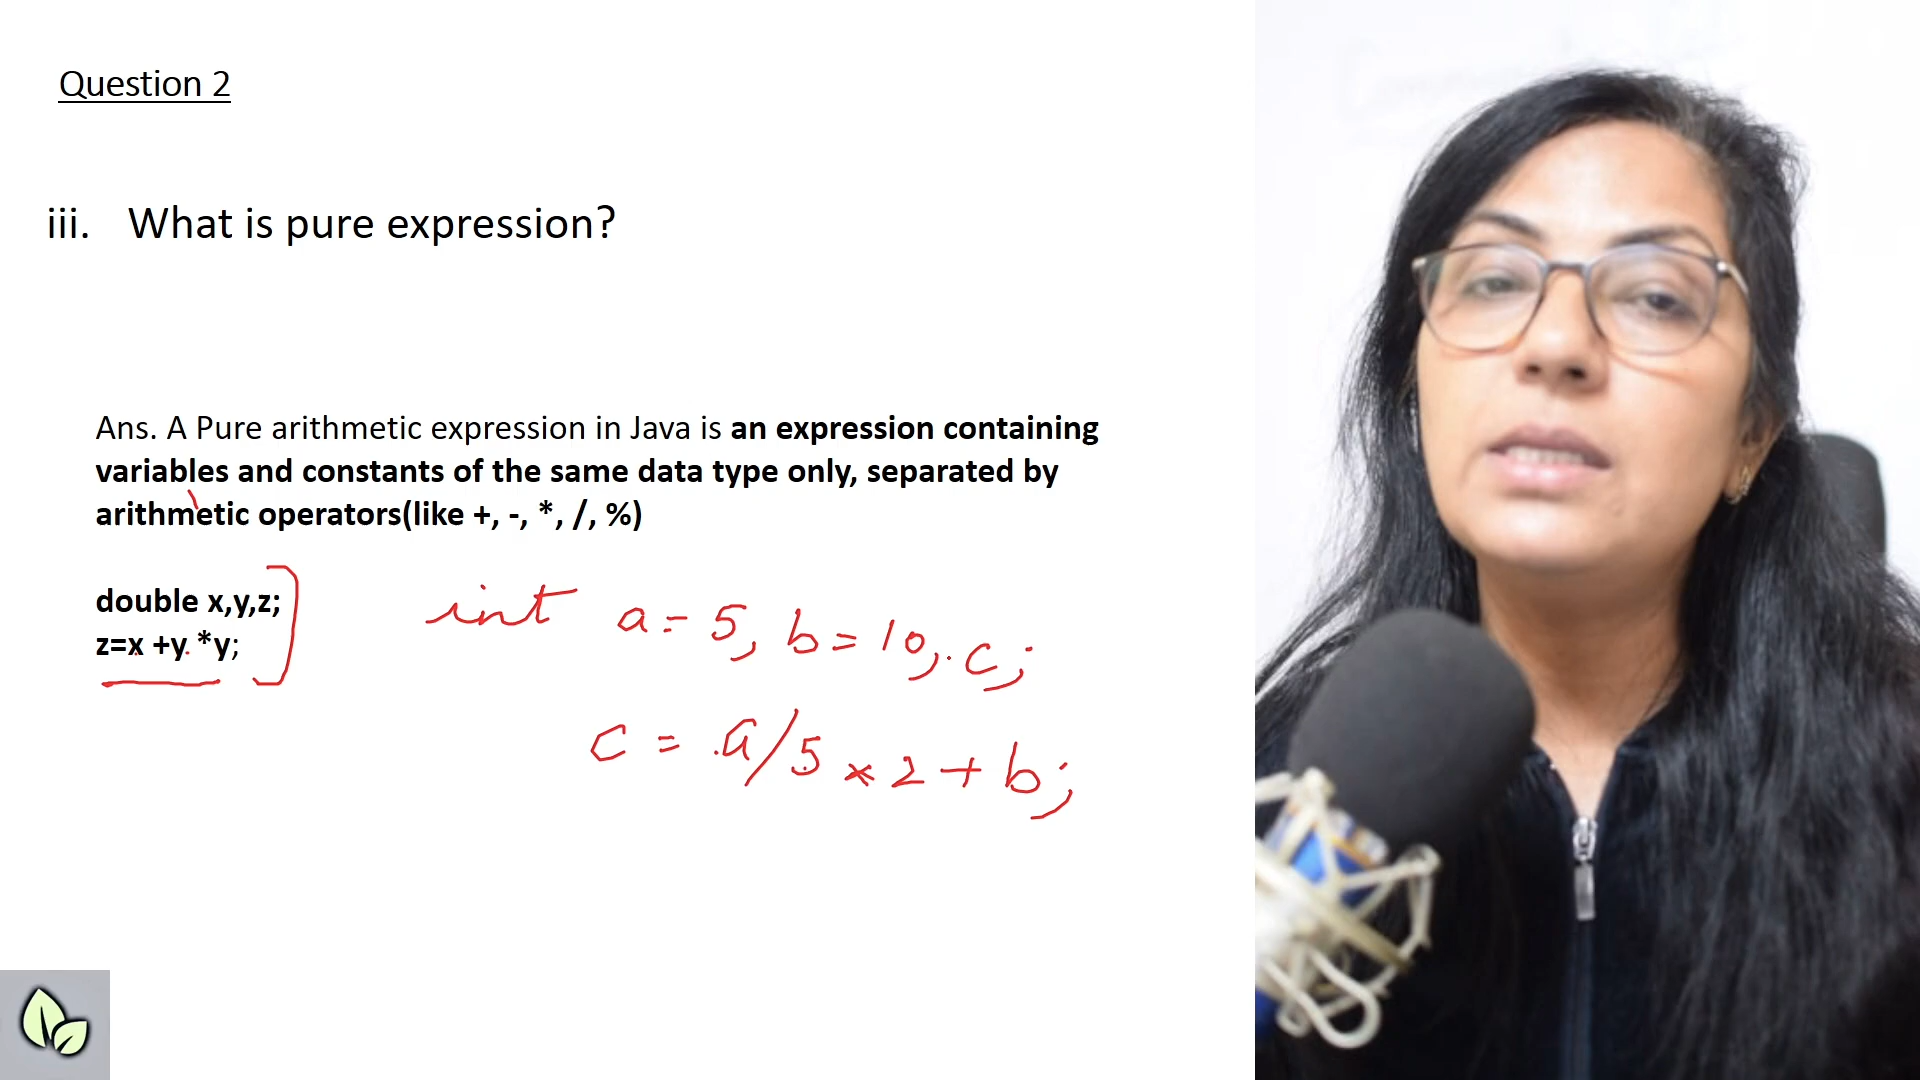 Question 2
iii. What is pure expression?
Ans. A Pure arithmetic expression in Java is an expression containing
variables and constants of the same data type only, separated by
arithmetic operators(like +, -, *, /, %)
double x,y,z;
z=x +y *y;
int a = 5, b = 10, c;
c = a/5 * 2 + b;